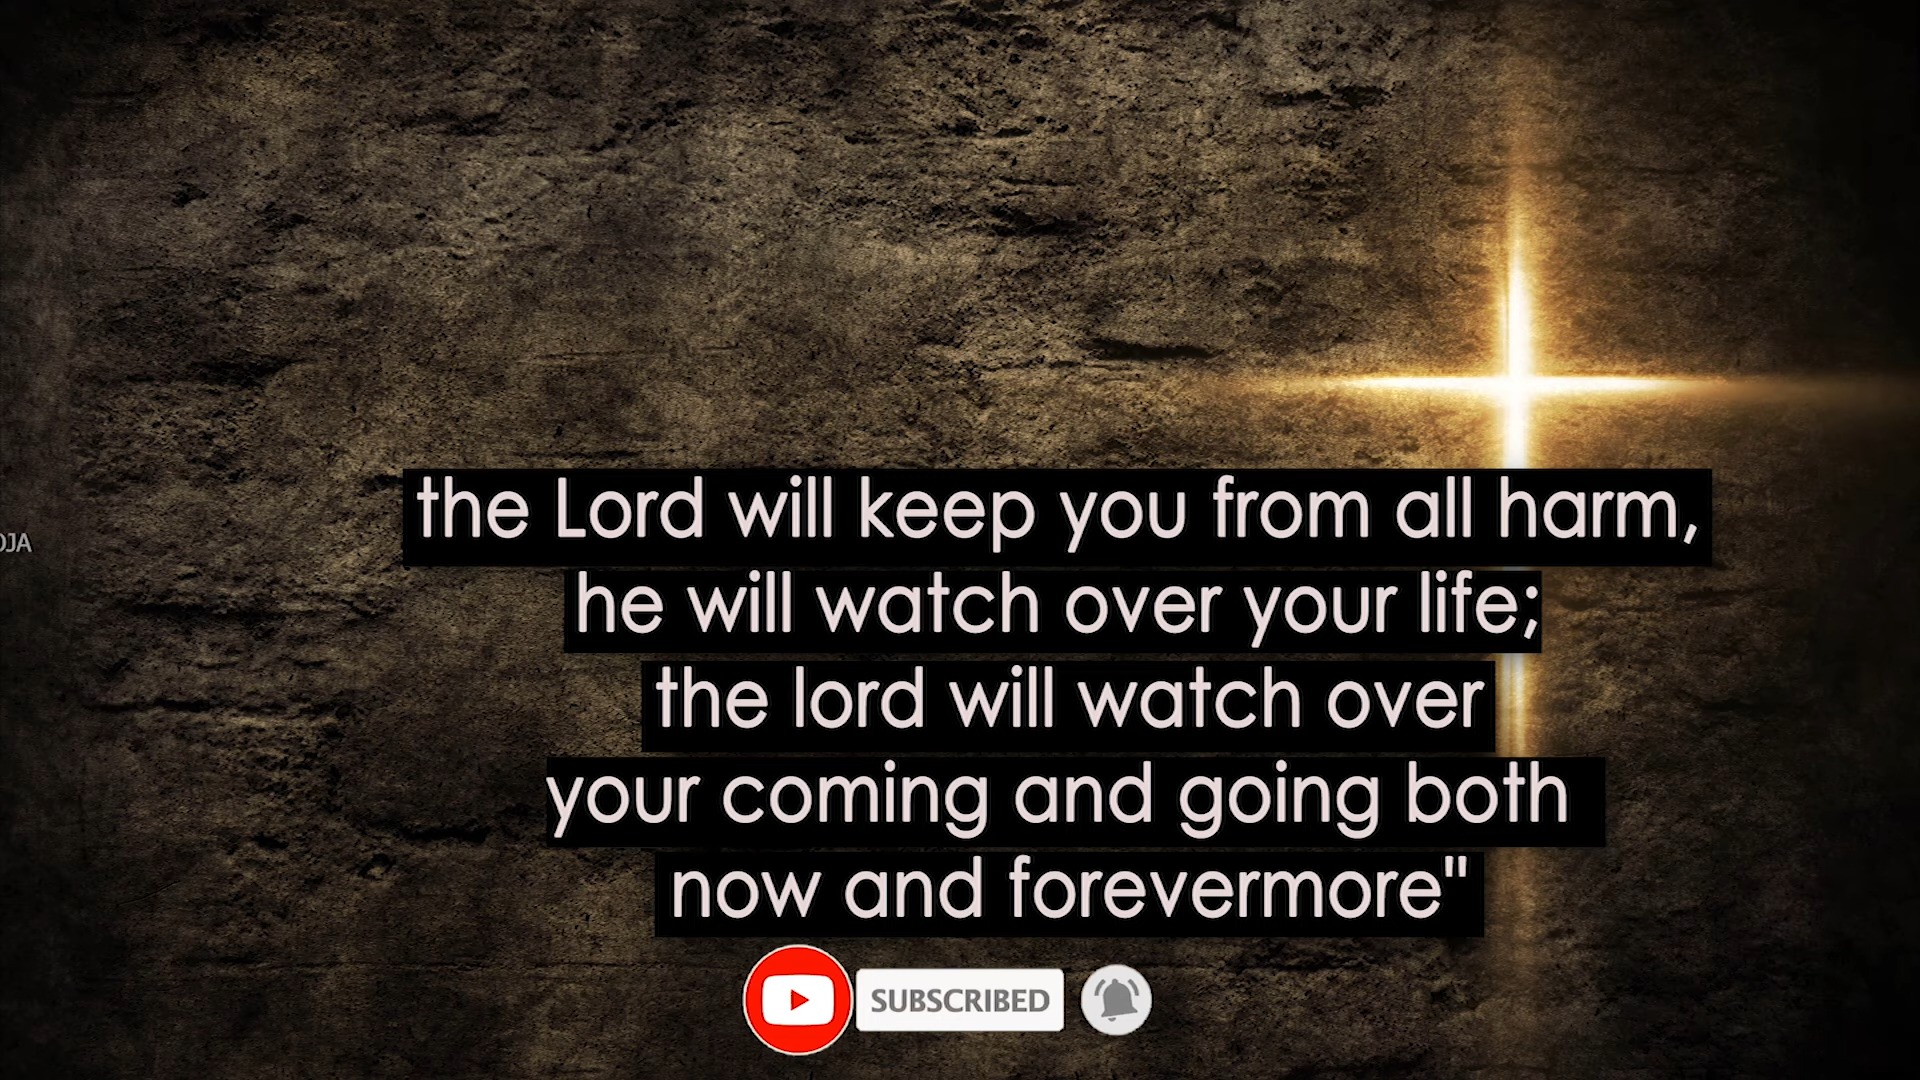 the Lord will keep you from all harm,
he will watch over your life;
the lord will watch over
your coming and going both
now and forevermore"
SUBSCRIBED